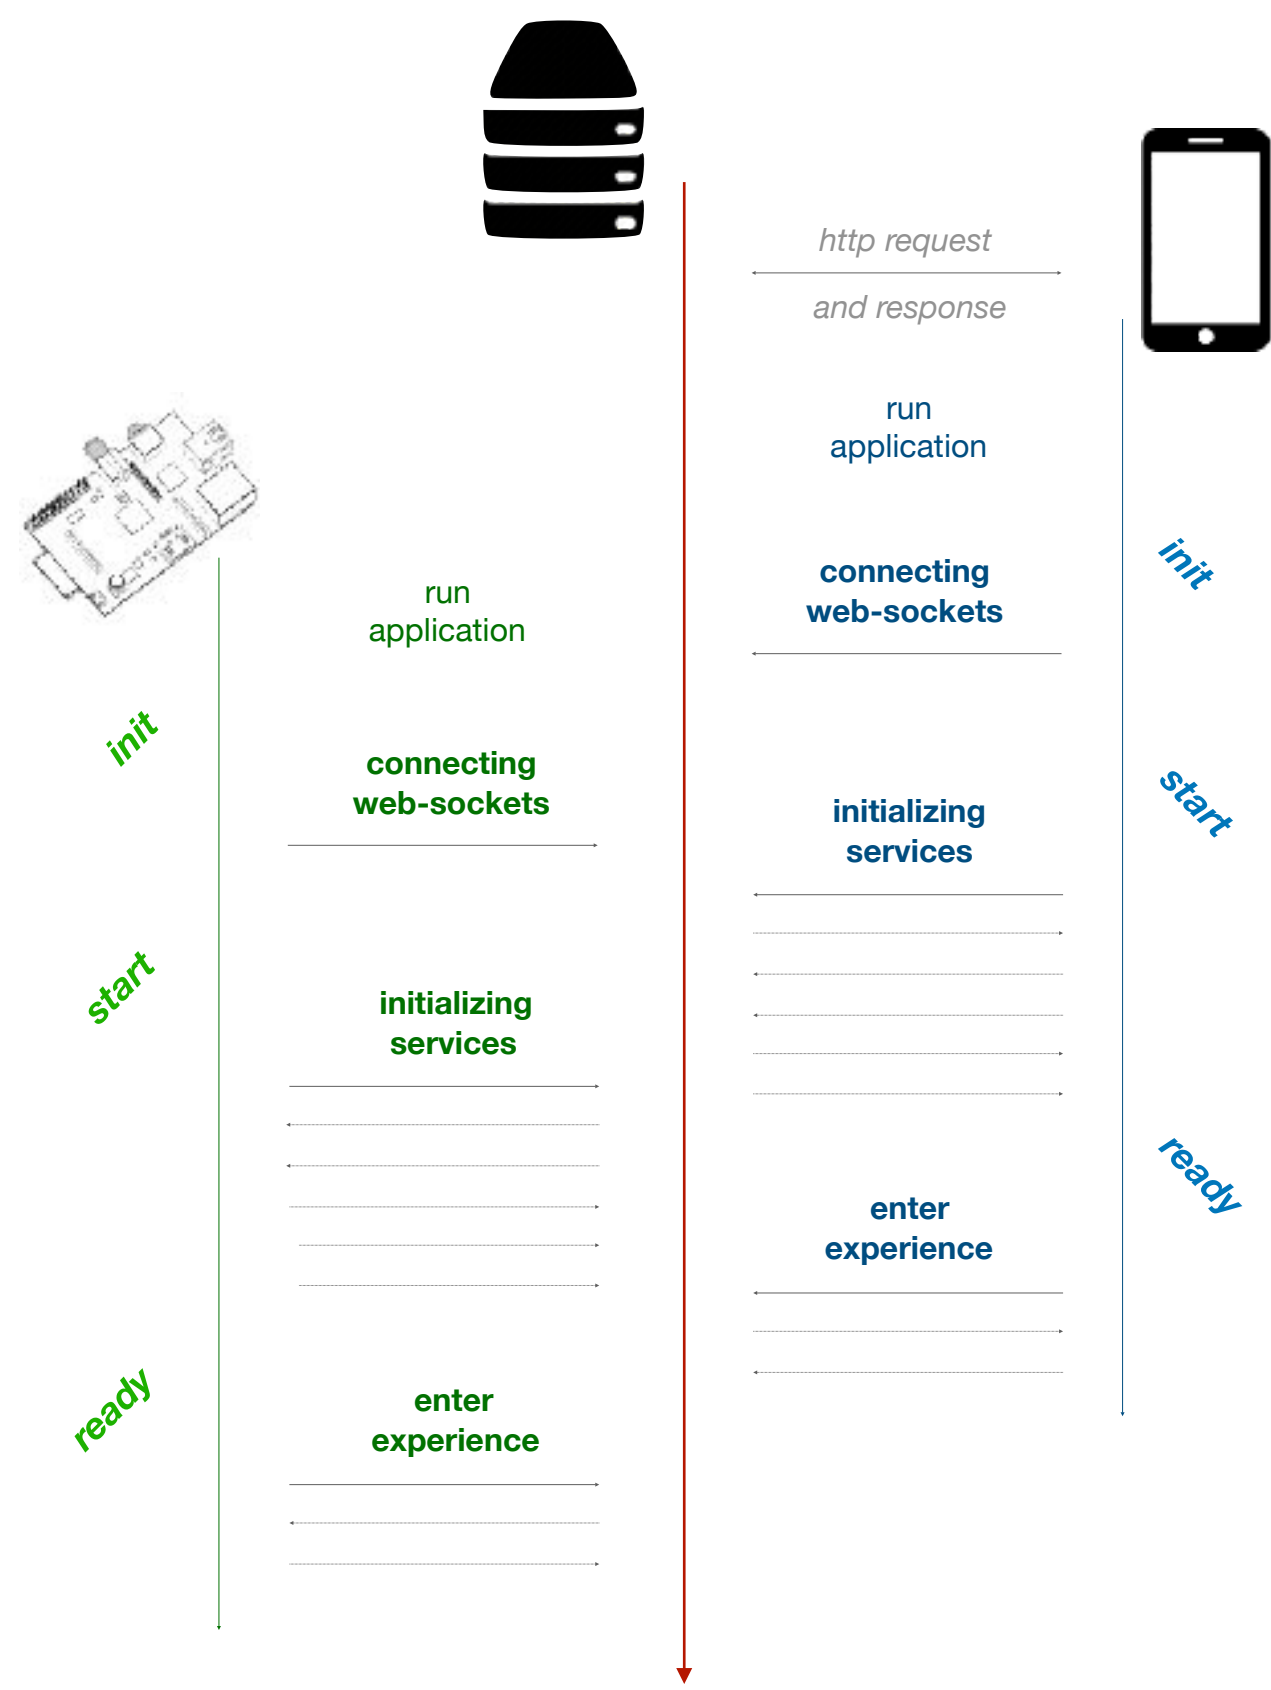 http request
and response
run
application
connecting
web-sockets
init
run
application
init
connecting
web-sockets
start
initializing
services
start
initializing
services
ready
enter
experience
ready
enter
experience